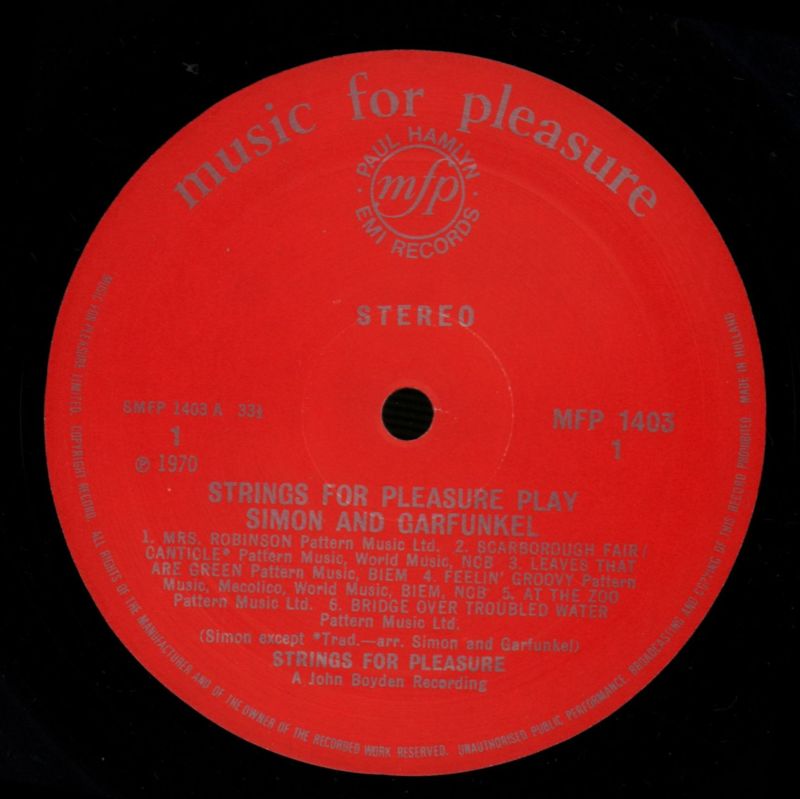 music for pleasure
PAUL HAMLYN
mfp
EMI RECORDS
STEREO
SMFP 1403 A 33⅓
1
℗ 1970
MFP 1403
1
STRINGS FOR PLEASURE PLAY
SIMON AND GARFUNKEL
1. MRS. ROBINSON Pattern Music Ltd. 2. SCARBOROUGH FAIR/
CANTICLE* Pattern Music, World Music, NCB 3. LEAVES THAT
ARE GREEN Pattern Music, BIEM 4. FEELIN' GROOVY Pattern
Music, Mecolico, World Music, BIEM, NCB 5. AT THE ZOO
Pattern Music Ltd. 6. BRIDGE OVER TROUBLED WATER
Pattern Music Ltd.
(Simon except *Trad.—arr. Simon and Garfunkel)
STRINGS FOR PLEASURE
A John Boyden Recording
MUSIC FOR PLEASURE LIMITED. COPYRIGHT RECORD. ALL RIGHTS OF THE MANUFACTURER AND OF THE OWNER OF THE RECORDED WORK RESERVED. UNAUTHORISED PUBLIC PERFORMANCE, BROADCASTING AND COPYING OF THIS RECORD PROHIBITED. MADE IN HOLLAND